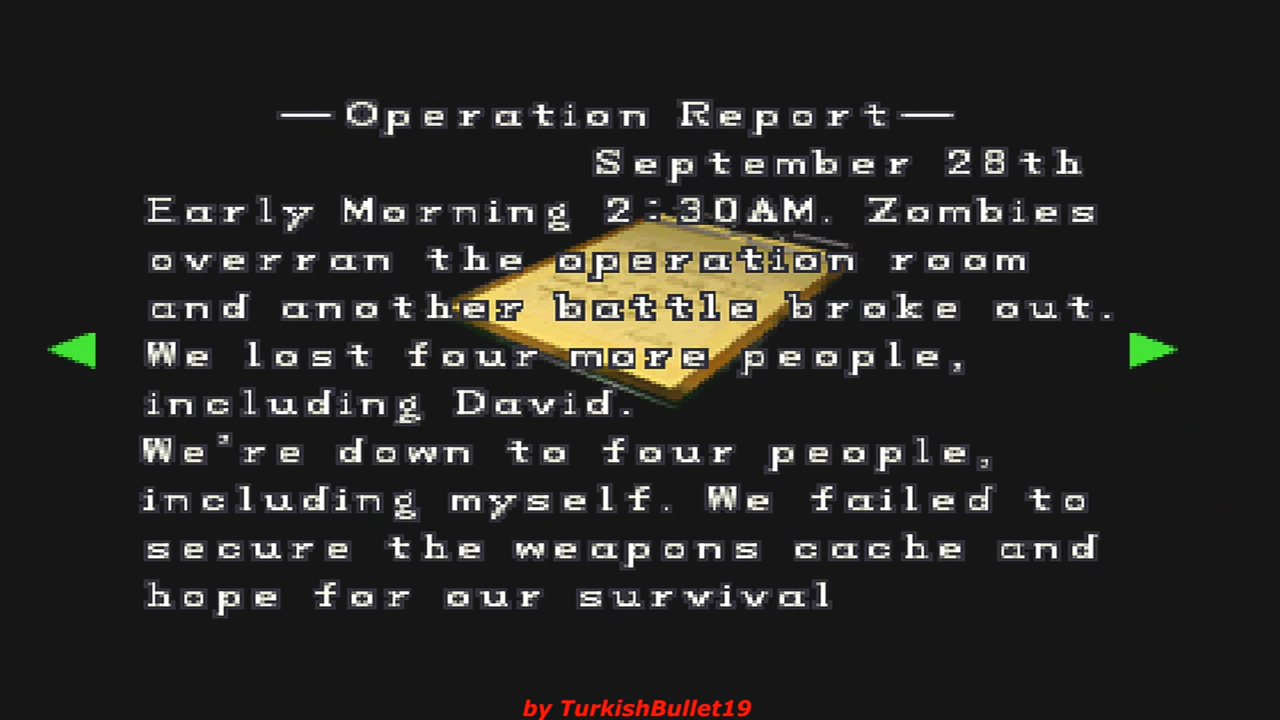 —Operation Report—
September 28th
Early Morning 2:30AM. Zombies
overran the operation room
and another battle broke out.
We lost four more people,
including David.
We're down to four people,
including myself. We failed to
secure the weapons cache and
hope for our survival
by TurkishBullet19